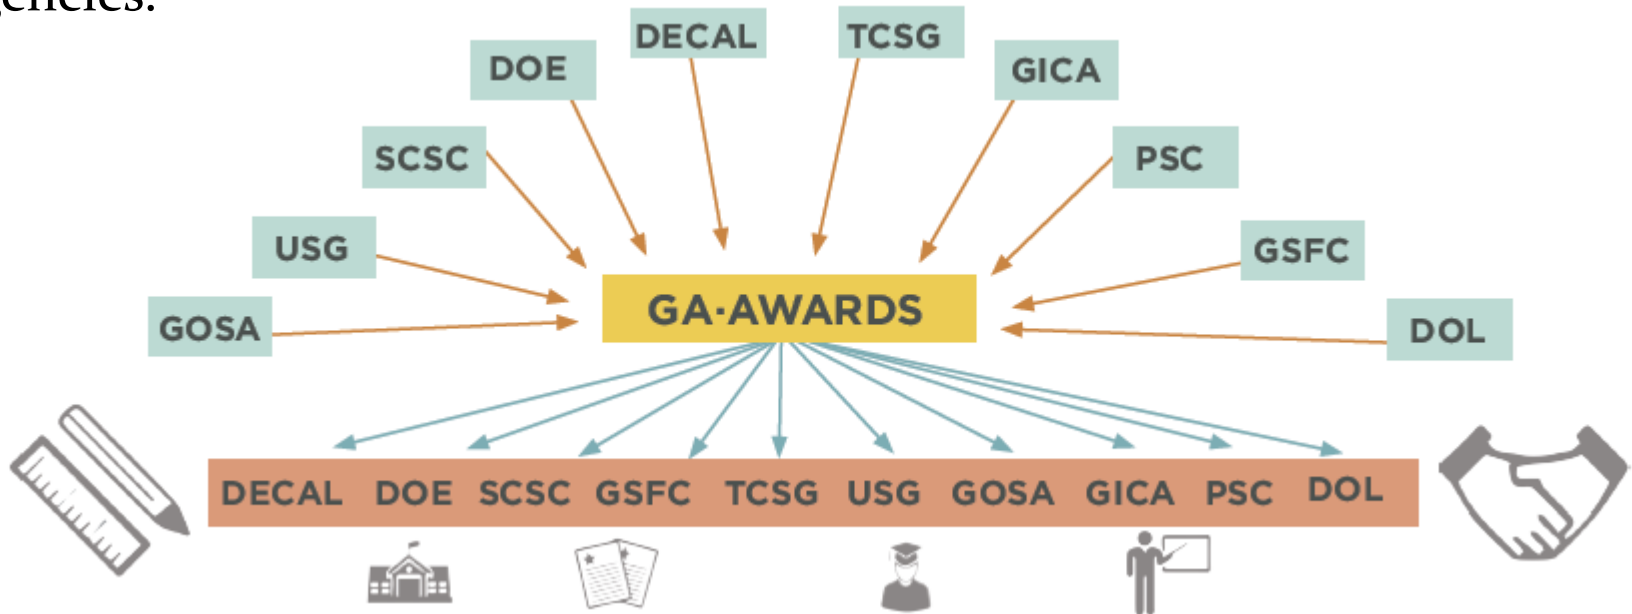 DECAL
TCSG
DOE
GICA
SCSC
PSC
USG
GSFC
GOSA
GA·AWARDS
DOL
DECAL DOE SCSC GSFC TCSG USG GOSA GICA PSC DOL